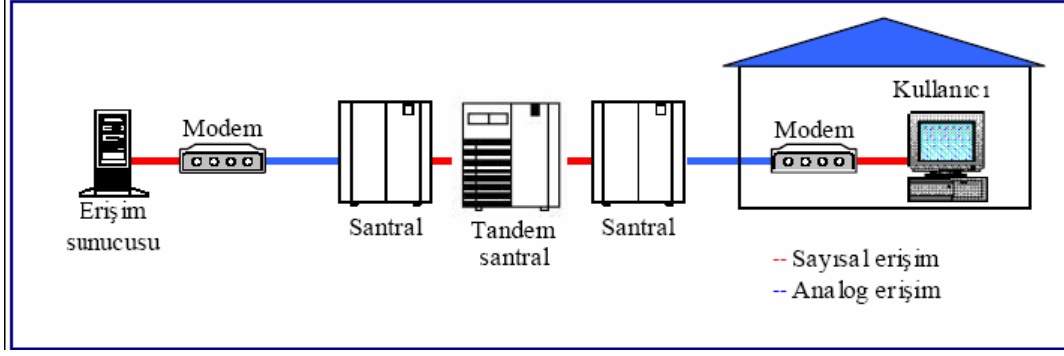 Erişim
sunucusu
Modem
Santral
Tandem
santral
Santral
Modem
Kullanıcı
-- Sayısal erişim
-- Analog erişim